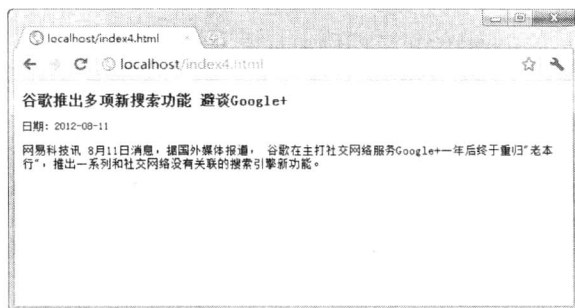 localhost/index4.html
localhost/index4.html
谷歌推出多项新搜索功能 避谈Google+
日期: 2012-08-11
网易科技讯 8月11日消息，据国外媒体报道， 谷歌在主打社交网络服务Google+一年后终于重归"老本
行"，推出一系列和社交网络没有关联的搜索引擎新功能。